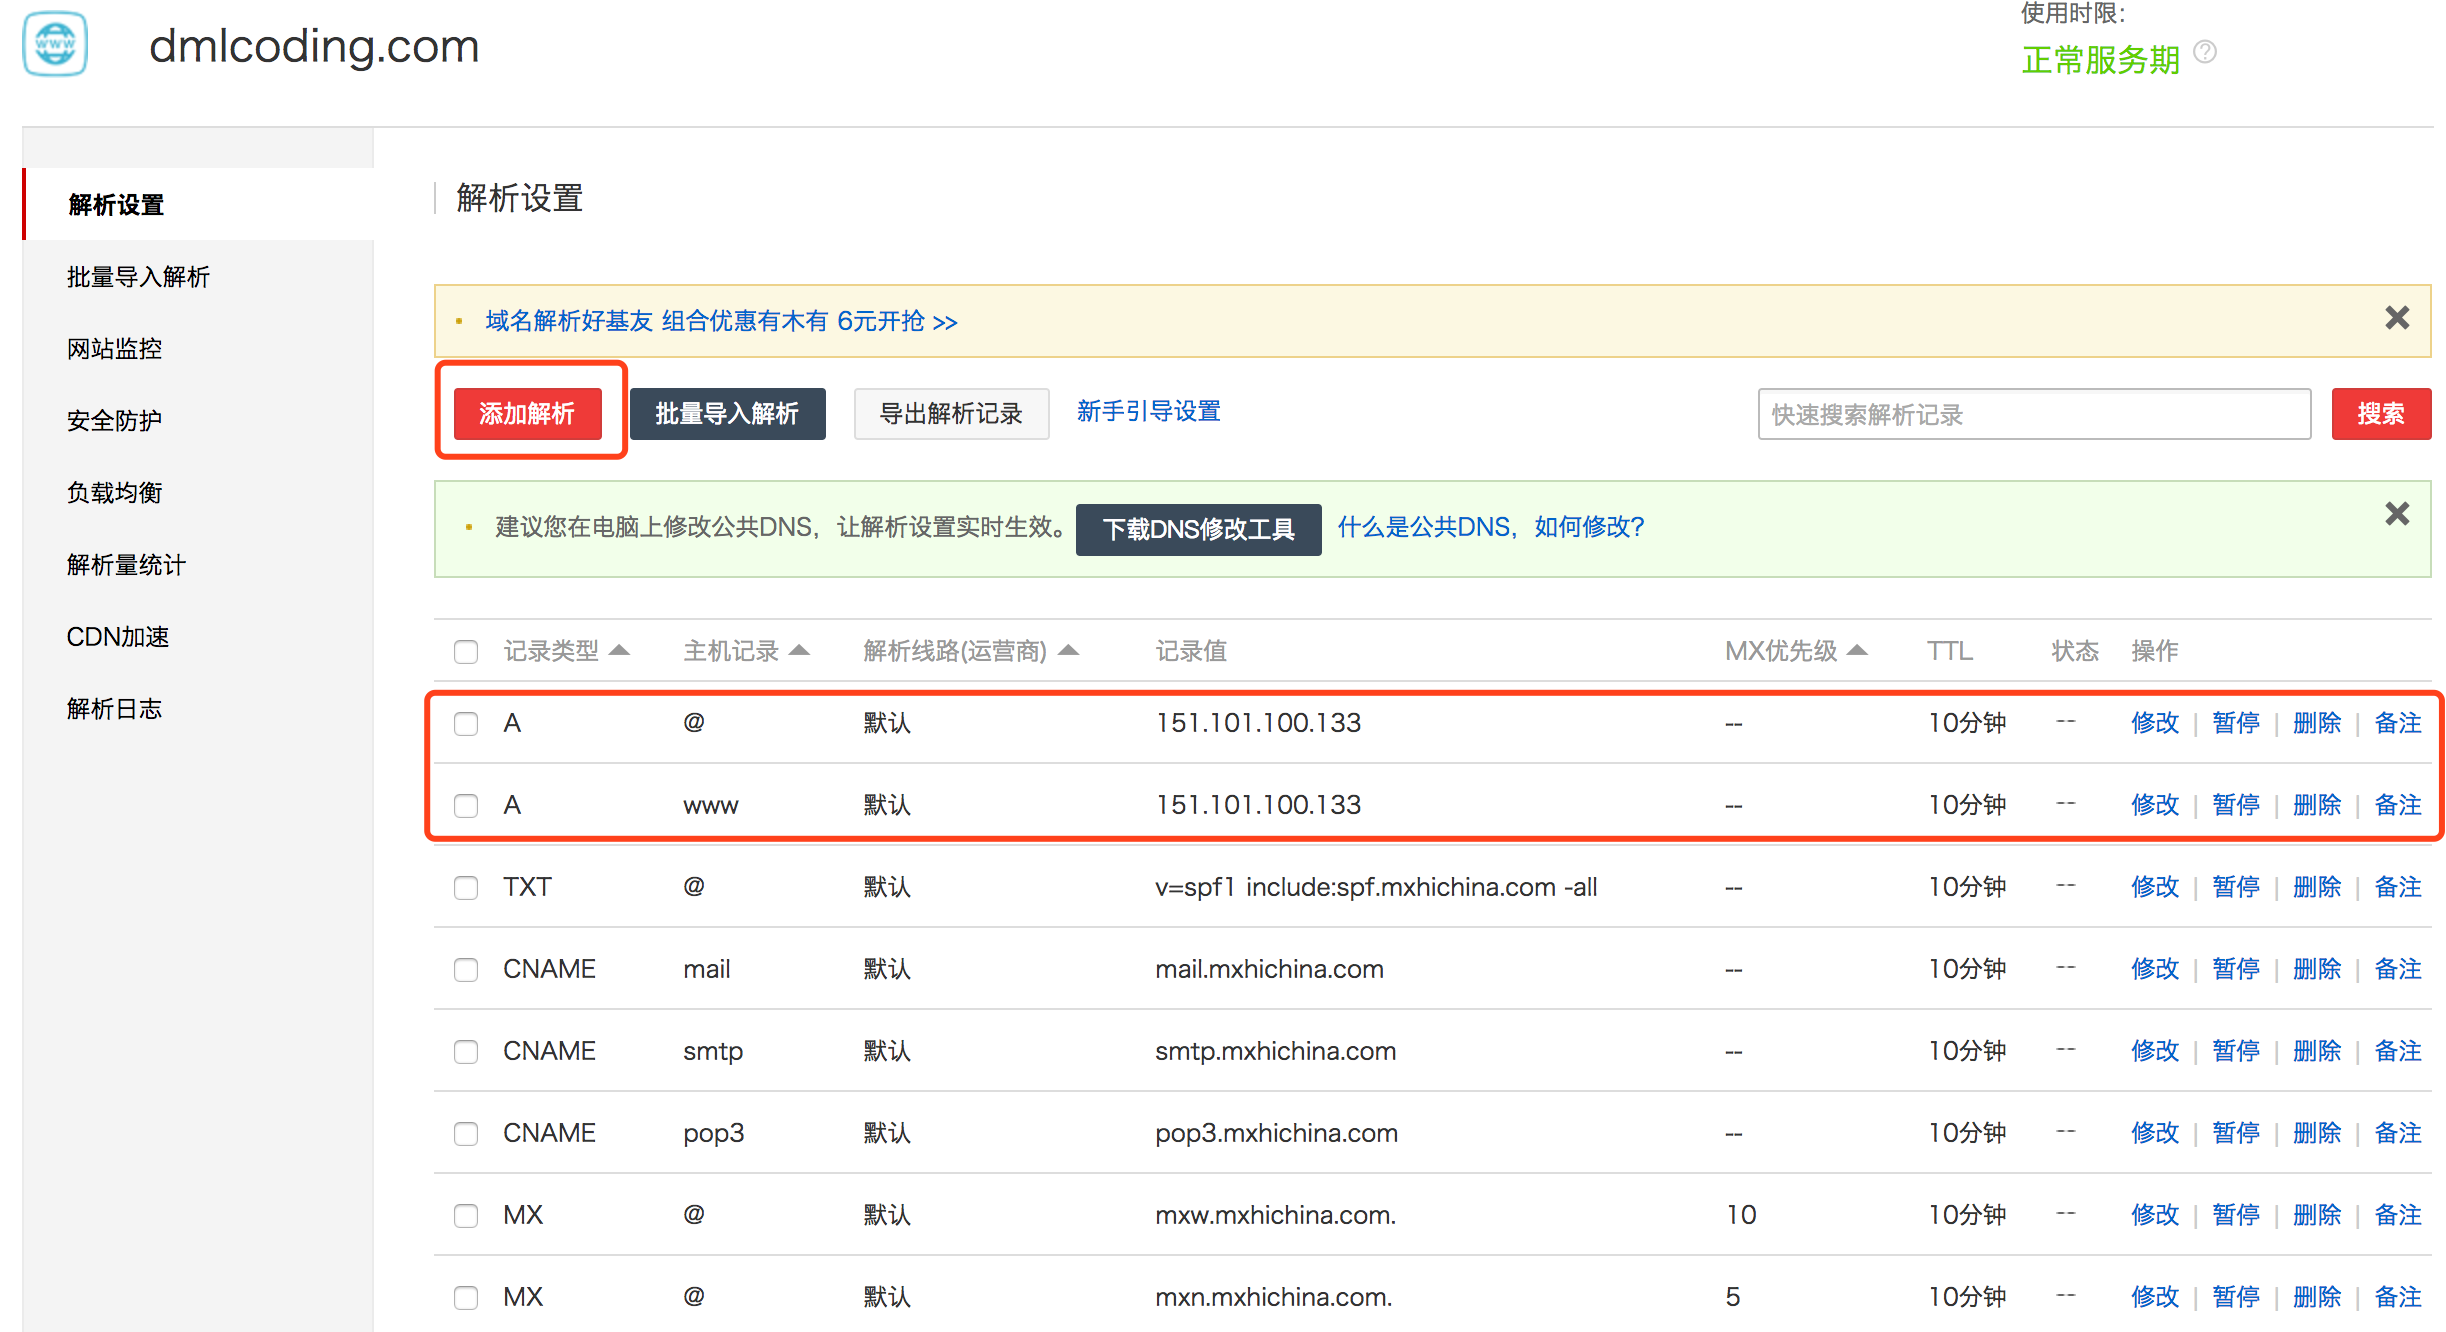 www
dmlcoding.com
使用时限:
正常服务期 ?
解析设置
批量导入解析
网站监控
安全防护
负载均衡
解析量统计
CDN加速
解析日志
解析设置
域名解析好基友 组合优惠有木有 6元开抢 >>
添加解析 批量导入解析 导出解析记录 新手引导设置 快速搜索解析记录 搜索
建议您在电脑上修改公共DNS，让解析设置实时生效。 下载DNS修改工具 什么是公共DNS，如何修改?
记录类型 主机记录 解析线路(运营商) 记录值 MX优先级 TTL 状态 操作
A @ 默认 151.101.100.133 -- 10分钟 -- 修改 | 暂停 | 删除 | 备注
A www 默认 151.101.100.133 -- 10分钟 -- 修改 | 暂停 | 删除 | 备注
TXT @ 默认 v=spf1 include:spf.mxhichina.com -all -- 10分钟 -- 修改 | 暂停 | 删除 | 备注
CNAME mail 默认 mail.mxhichina.com -- 10分钟 -- 修改 | 暂停 | 删除 | 备注
CNAME smtp 默认 smtp.mxhichina.com -- 10分钟 -- 修改 | 暂停 | 删除 | 备注
CNAME pop3 默认 pop3.mxhichina.com -- 10分钟 -- 修改 | 暂停 | 删除 | 备注
MX @ 默认 mxw.mxhichina.com. 10 10分钟 -- 修改 | 暂停 | 删除 | 备注
MX @ 默认 mxn.mxhichina.com. 5 10分钟 -- 修改 | 暂停 | 删除 | 备注